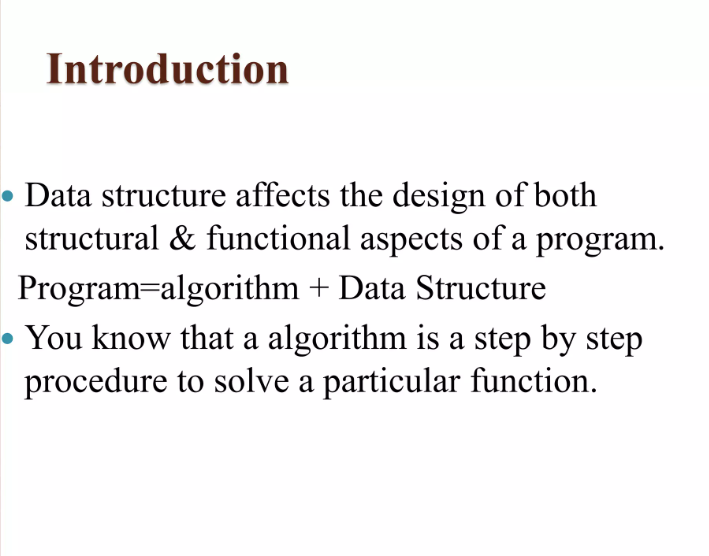 Introduction
• Data structure affects the design of both
structural & functional aspects of a program.
Program=algorithm + Data Structure
• You know that a algorithm is a step by step
procedure to solve a particular function.